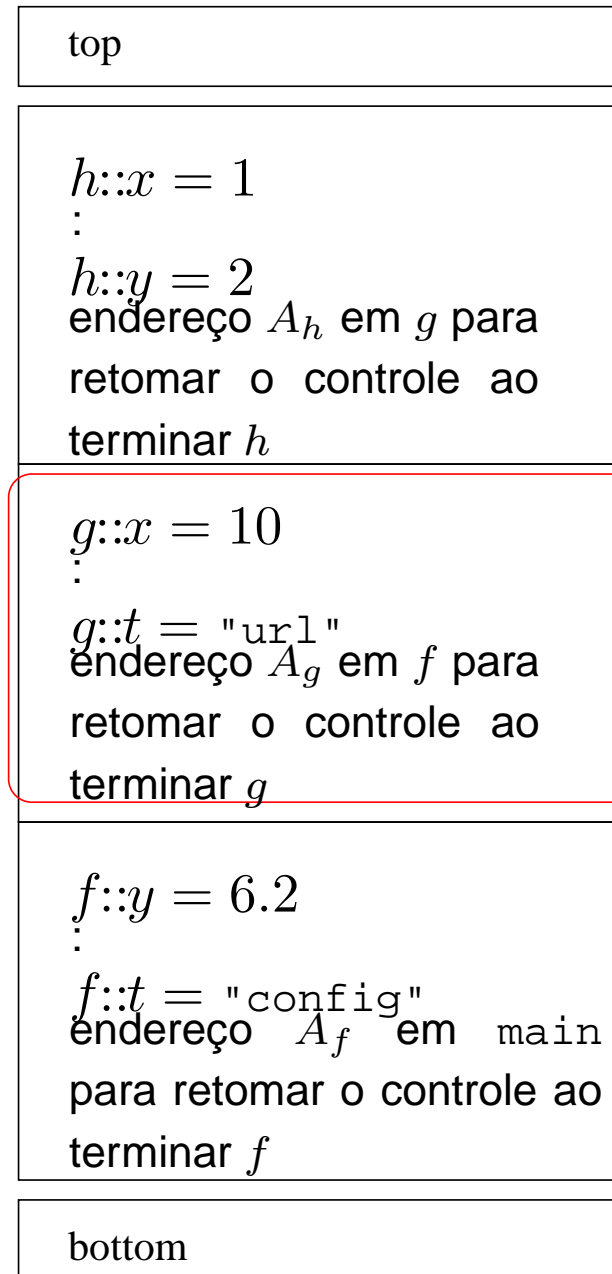 top
h::x = 1
:
h::y = 2
endereço A_h em g para
retomar o controle ao
terminar h
g::x = 10
:
g::t = "url"
endereço A_g em f para
retomar o controle ao
terminar g
f::y = 6.2
:
f::t = "config"
endereço A_f em main
para retomar o controle ao
terminar f
bottom